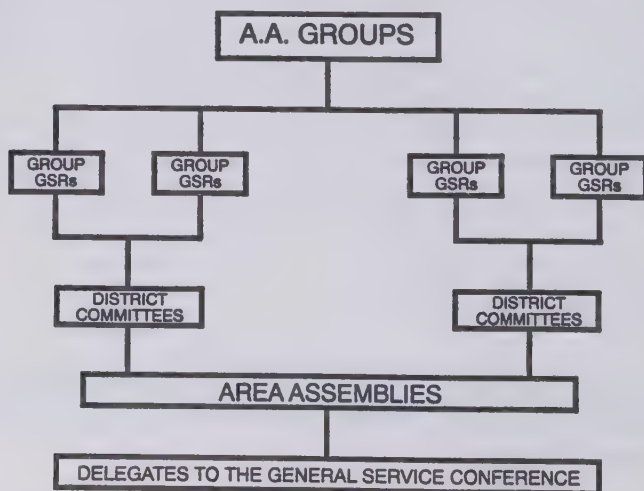 A.A. GROUPS
GROUP
GSRs
GROUP
GSRs
GROUP
GSRs
GROUP
GSRs
DISTRICT
COMMITTEES
DISTRICT
COMMITTEES
AREA ASSEMBLIES
DELEGATES TO THE GENERAL SERVICE CONFERENCE